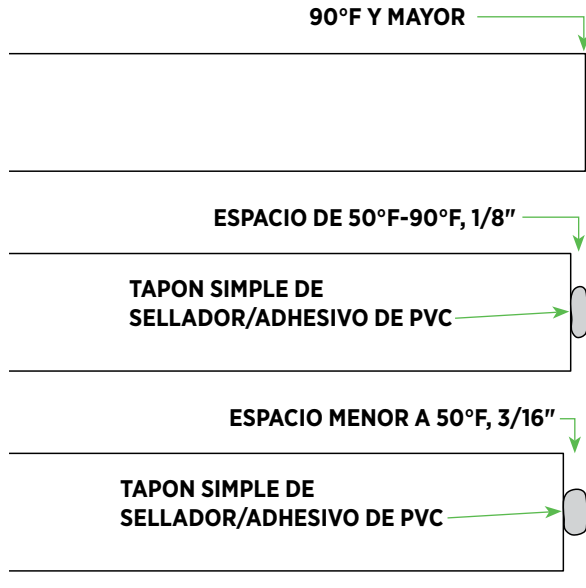 90°F Y MAYOR
ESPACIO DE 50°F-90°F, 1/8"
TAPON SIMPLE DE
SELLADOR/ADHESIVO DE PVC
ESPACIO MENOR A 50°F, 3/16"
TAPON SIMPLE DE
SELLADOR/ADHESIVO DE PVC